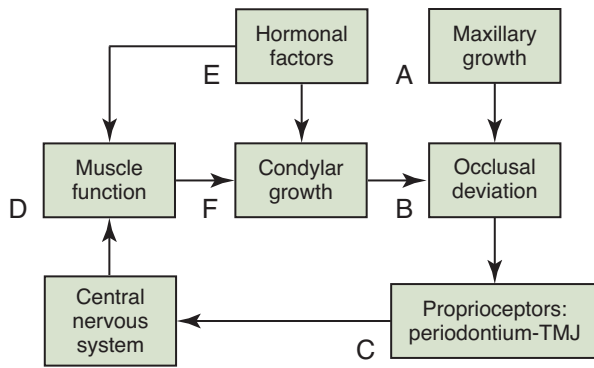 Hormonal
factors
E
Maxillary
growth
A
Muscle
function
D
Condylar
growth
F
Occlusal
deviation
B
Central
nervous
system
Proprioceptors:
periodontium-TMJ
C